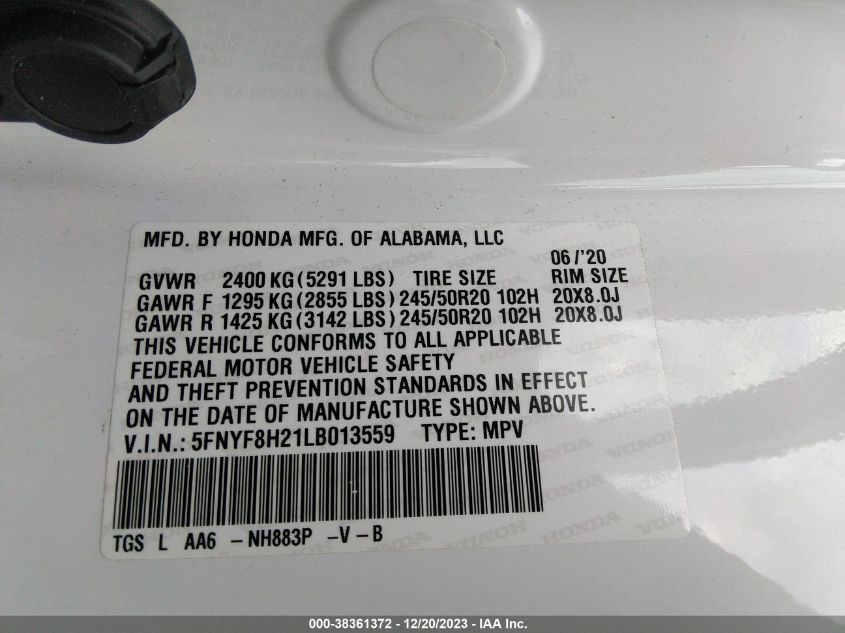 MFD. BY HONDA MFG. OF ALABAMA, LLC
06/'20
GVWR 2400 KG (5291 LBS) TIRE SIZE RIM SIZE
GAWR F 1295 KG (2855 LBS) 245/50R20 102H 20X8.0J
GAWR R 1425 KG (3142 LBS) 245/50R20 102H 20X8.0J
THIS VEHICLE CONFORMS TO ALL APPLICABLE
FEDERAL MOTOR VEHICLE SAFETY
AND THEFT PREVENTION STANDARDS IN EFFECT
ON THE DATE OF MANUFACTURE SHOWN ABOVE.
V.I.N.: 5FNYF8H21LB013559 TYPE: MPV
TGS L AA6 -NH883P -V-B
000-38361372 - 12/20/2023 - IAA Inc.